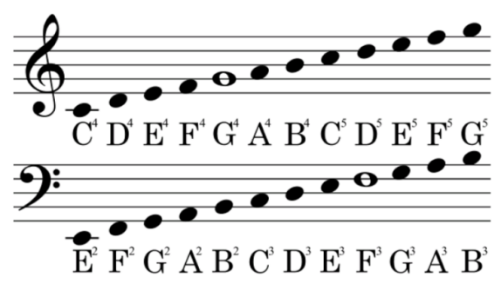 C⁴ D⁴ E⁴ F⁴ G⁴ A⁴ B⁴ C⁵ D⁵ E⁵ F⁵ G⁵
E² F² G² A² B² C³ D³ E³ F³ G³ A³ B³